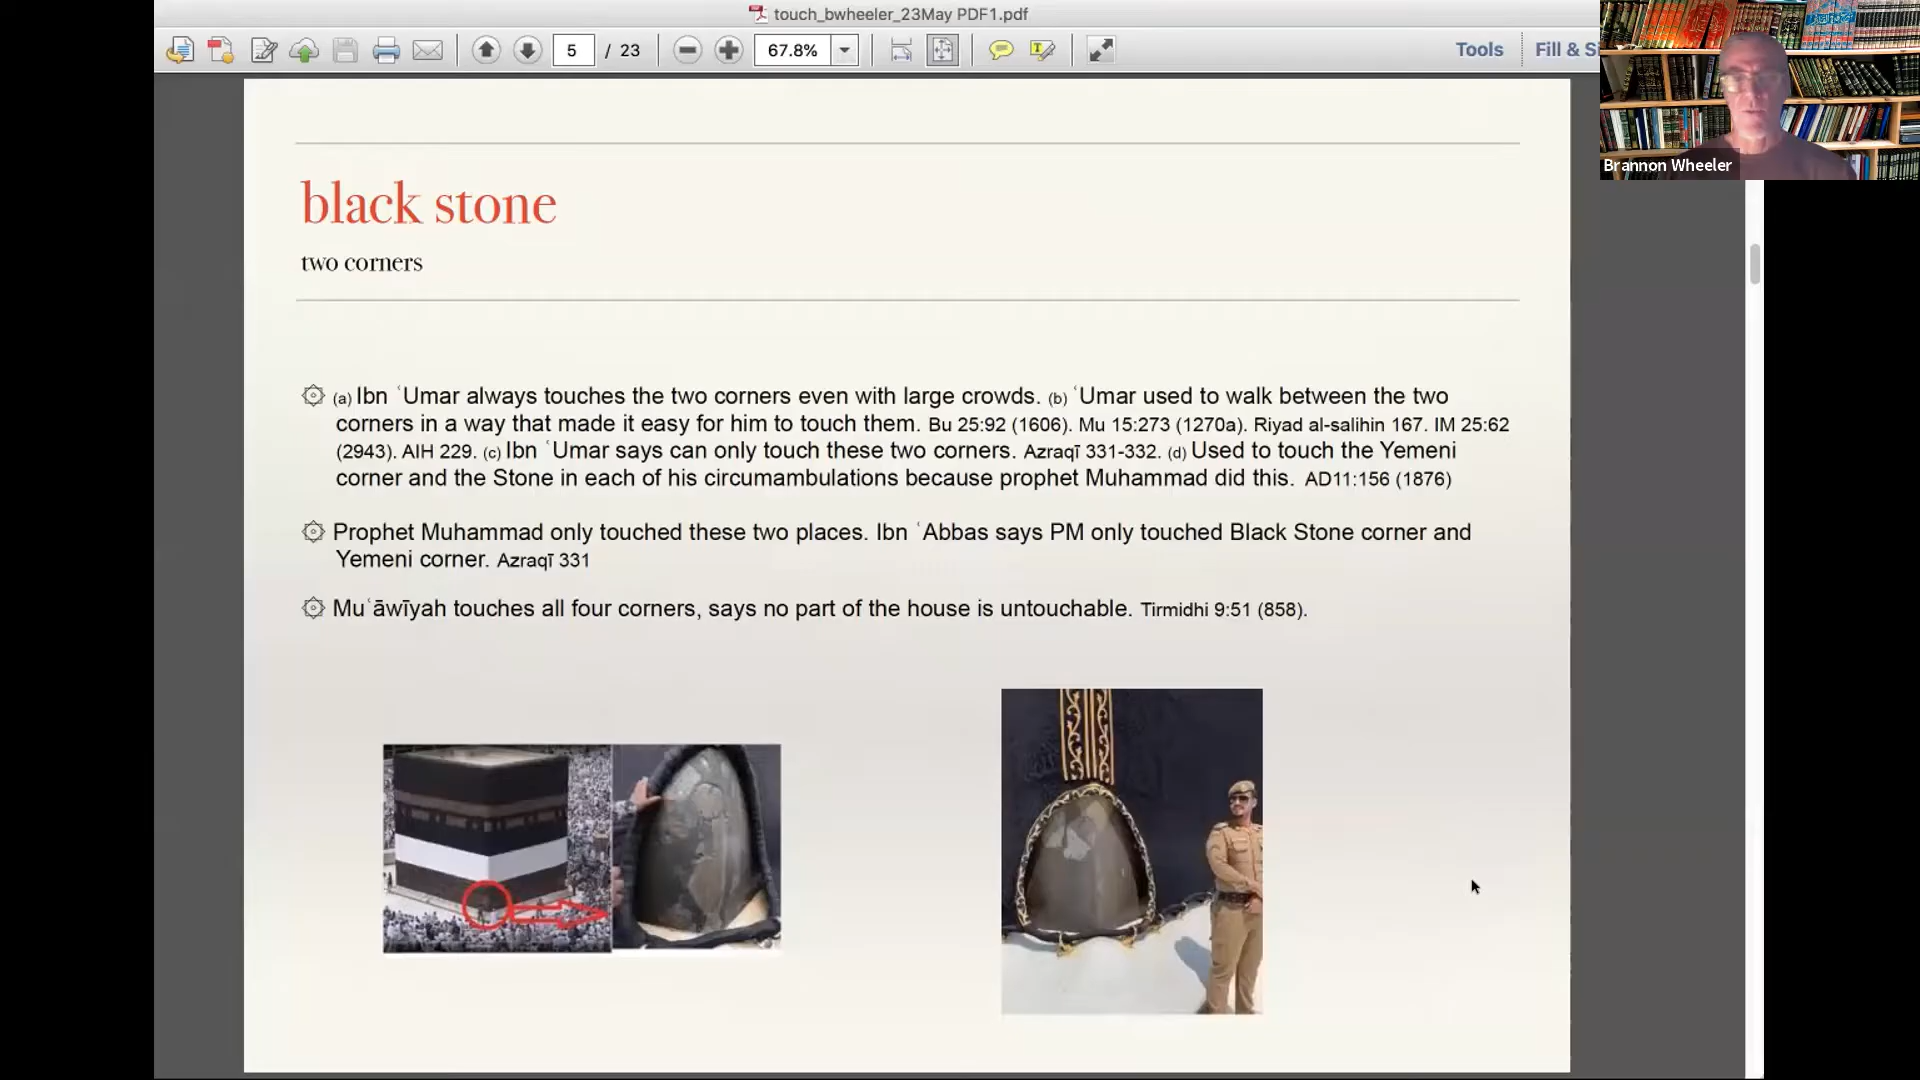 touch_bwheeler_23May PDF1.pdf
5 / 23
67.8%
Tools
Fill & Si
Brannon Wheeler
black stone
two corners
(a) Ibn ʿUmar always touches the two corners even with large crowds. (b) ʿUmar used to walk between the two
corners in a way that made it easy for him to touch them. Bu 25:92 (1606). Mu 15:273 (1270a). Riyad al-salihin 167. IM 25:62
(2943). AIH 229. (c) Ibn ʿUmar says can only touch these two corners. Azraqī 331-332. (d) Used to touch the Yemeni
corner and the Stone in each of his circumambulations because prophet Muhammad did this. AD11:156 (1876)
Prophet Muhammad only touched these two places. Ibn ʿAbbas says PM only touched Black Stone corner and
Yemeni corner. Azraqī 331
Muʿāwīyah touches all four corners, says no part of the house is untouchable. Tirmidhi 9:51 (858).